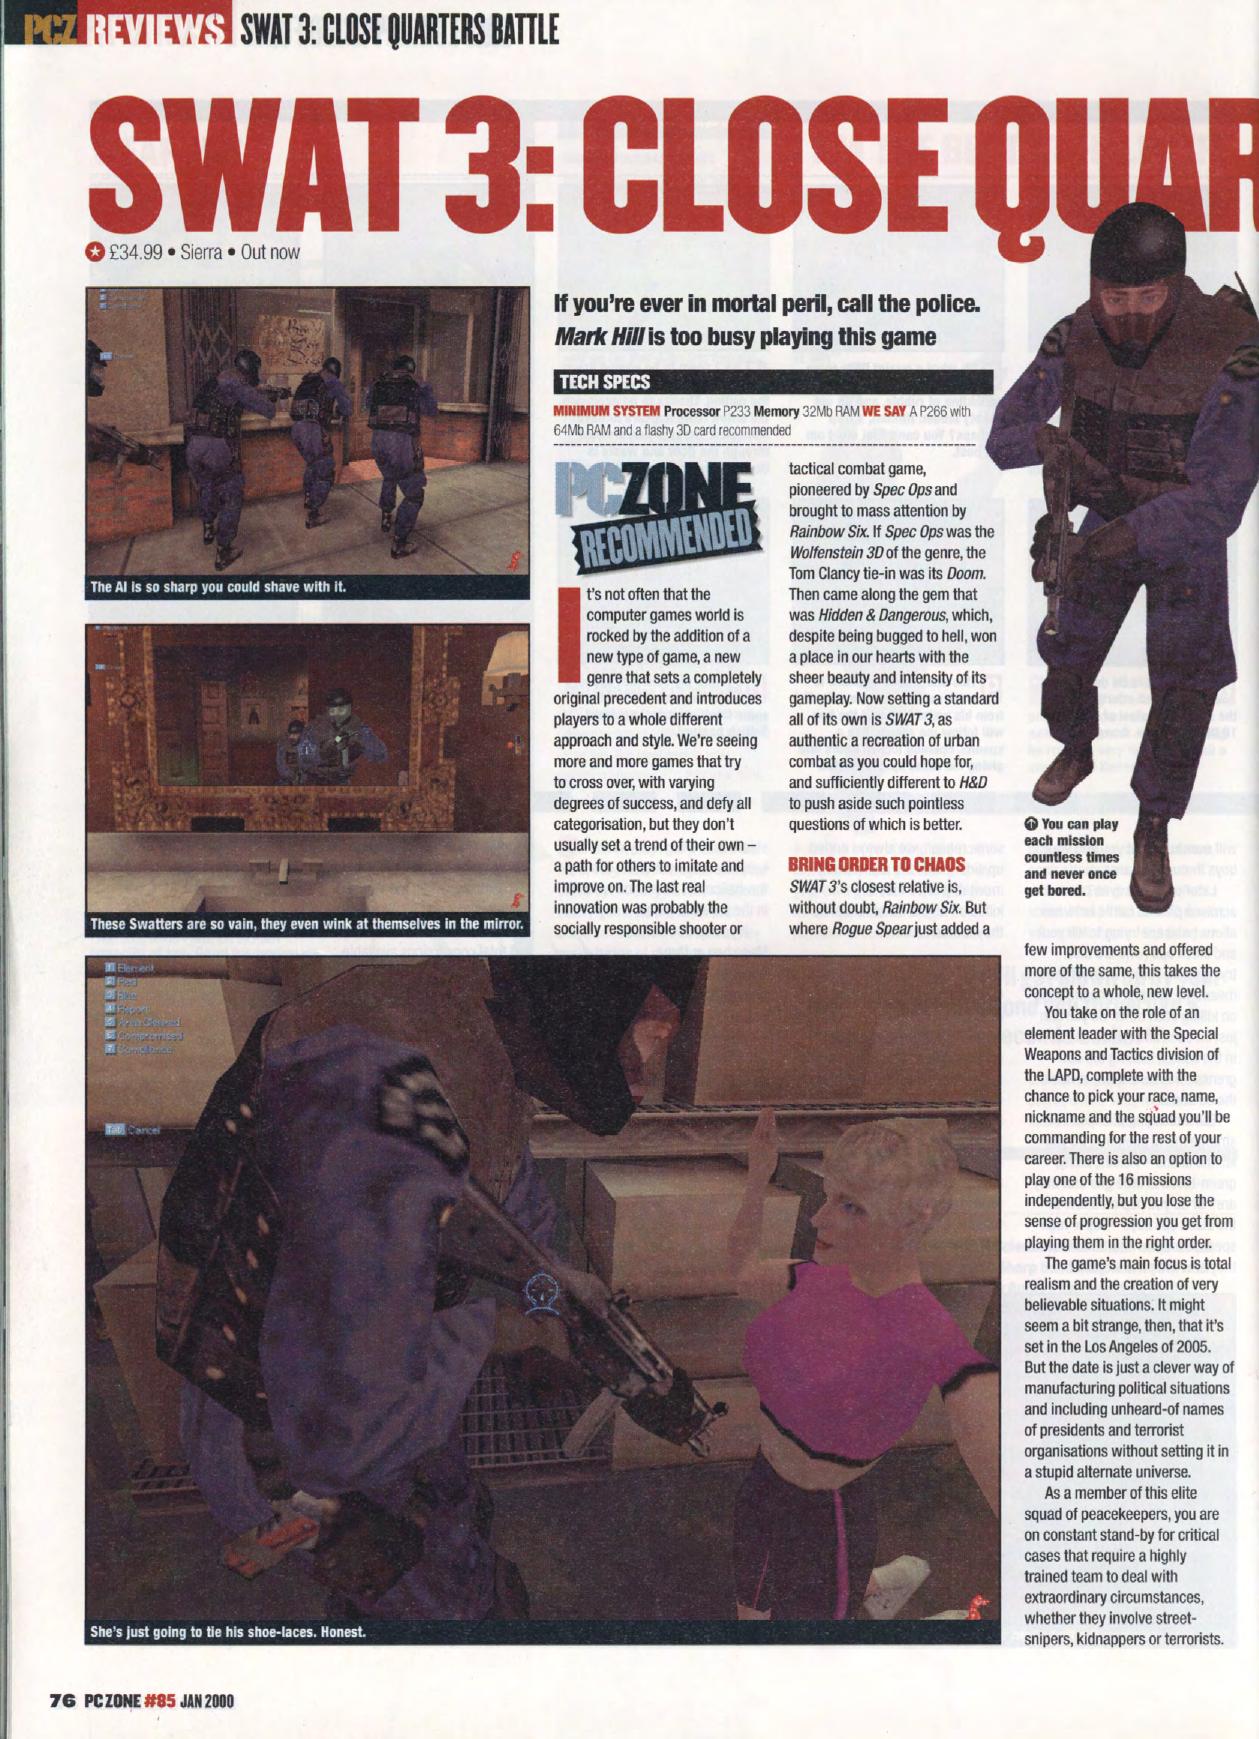 PCZ REVIEWS SWAT 3: CLOSE QUARTERS BATTLE
SWAT 3: CLOSE QUAR
£34.99 • Sierra • Out now
The AI is so sharp you could shave with it.
These Swatters are so vain, they even wink at themselves in the mirror.
If you're ever in mortal peril, call the police.
Mark Hill is too busy playing this game
TECH SPECS
MINIMUM SYSTEM Processor P233 Memory 32Mb RAM WE SAY A P266 with
64Mb RAM and a flashy 3D card recommended
PCZONE
RECOMMENDED
It's not often that the
computer games world is
rocked by the addition of a
new type of game, a new
genre that sets a completely
original precedent and introduces
players to a whole different
approach and style. We're seeing
more and more games that try
to cross over, with varying
degrees of success, and defy all
categorisation, but they don't
usually set a trend of their own –
a path for others to imitate and
improve on. The last real
innovation was probably the
socially responsible shooter or
tactical combat game,
pioneered by Spec Ops and
brought to mass attention by
Rainbow Six. If Spec Ops was the
Wolfenstein 3D of the genre, the
Tom Clancy tie-in was its Doom.
Then came along the gem that
was Hidden & Dangerous, which,
despite being bugged to hell, won
a place in our hearts with the
sheer beauty and intensity of its
gameplay. Now setting a standard
all of its own is SWAT 3, as
authentic a recreation of urban
combat as you could hope for,
and sufficiently different to H&D
to push aside such pointless
questions of which is better.
BRING ORDER TO CHAOS
SWAT 3's closest relative is,
without doubt, Rainbow Six. But
where Rogue Spear just added a
You can play
each mission
countless times
and never once
get bored.
few improvements and offered
more of the same, this takes the
concept to a whole, new level.
You take on the role of an
element leader with the Special
Weapons and Tactics division of
the LAPD, complete with the
chance to pick your race, name,
nickname and the squad you'll be
commanding for the rest of your
career. There is also an option to
play one of the 16 missions
independently, but you lose the
sense of progression you get from
playing them in the right order.
The game's main focus is total
realism and the creation of very
believable situations. It might
seem a bit strange, then, that it's
set in the Los Angeles of 2005.
But the date is just a clever way of
manufacturing political situations
and including unheard-of names
of presidents and terrorist
organisations without setting it in
a stupid alternate universe.
As a member of this elite
squad of peacekeepers, you are
on constant stand-by for critical
cases that require a highly
trained team to deal with
extraordinary circumstances,
whether they involve street-
snipers, kidnappers or terrorists.
1 Element
2 Red
3 Blue
4 Report
5 Area Cleared
6 Compromised
7 Compliance
Tab Cancel
She's just going to tie his shoe-laces. Honest.
76 PCZONE #85 JAN 2000